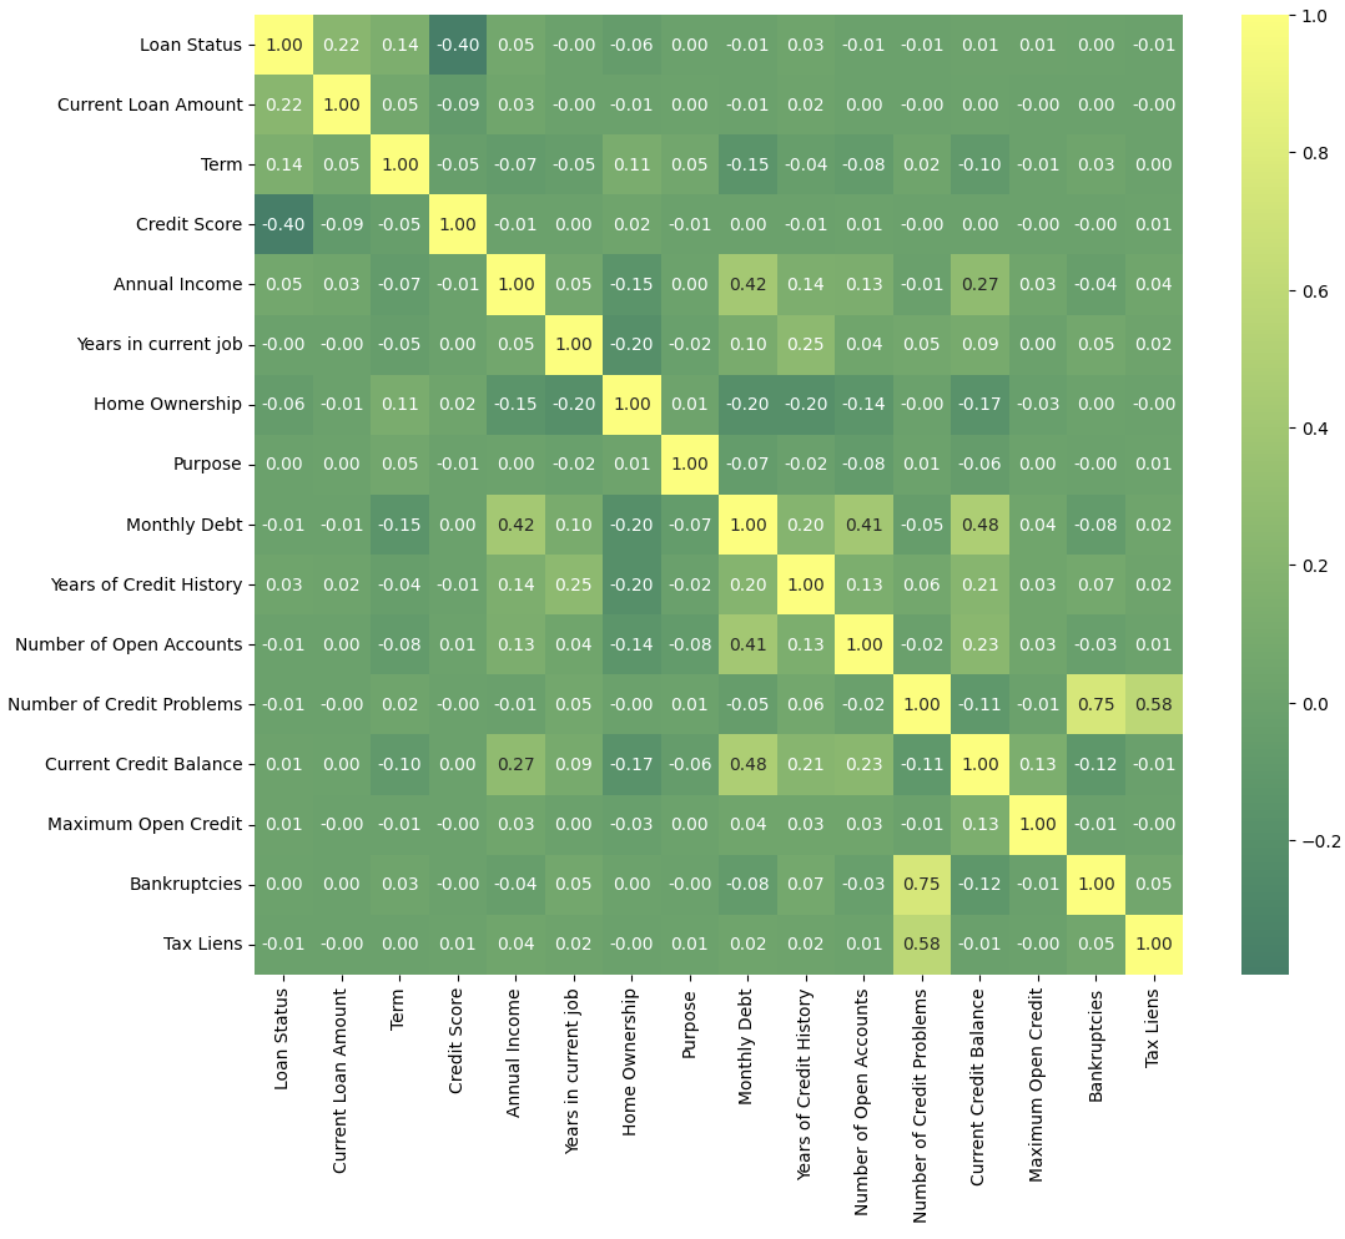 Loan Status 1.00 0.22 0.14 -0.40 0.05 -0.00 -0.06 0.00 -0.01 0.03 -0.01 -0.01 0.01 0.01 0.00 -0.01
Current Loan Amount 0.22 1.00 0.05 -0.09 0.03 -0.00 -0.01 0.00 -0.01 0.02 0.00 -0.00 0.00 -0.00 0.00 -0.00
Term 0.14 0.05 1.00 -0.05 -0.07 -0.05 0.11 0.05 -0.15 -0.04 -0.08 0.02 -0.10 -0.01 0.03 0.00
Credit Score -0.40 -0.09 -0.05 1.00 -0.01 0.00 0.02 -0.01 0.00 -0.01 0.01 -0.00 0.00 -0.00 -0.00 0.01
Annual Income 0.05 0.03 -0.07 -0.01 1.00 0.05 -0.15 0.00 0.42 0.14 0.13 -0.01 0.27 0.03 -0.04 0.04
Years in current job -0.00 -0.00 -0.05 0.00 0.05 1.00 -0.20 -0.02 0.10 0.25 0.04 0.05 0.09 0.00 0.05 0.02
Home Ownership -0.06 -0.01 0.11 0.02 -0.15 -0.20 1.00 0.01 -0.20 -0.20 -0.14 -0.00 -0.17 -0.03 0.00 -0.00
Purpose 0.00 0.00 0.05 -0.01 0.00 -0.02 0.01 1.00 -0.07 -0.02 -0.08 0.01 -0.06 0.00 -0.00 0.01
Monthly Debt -0.01 -0.01 -0.15 0.00 0.42 0.10 -0.20 -0.07 1.00 0.20 0.41 -0.05 0.48 0.04 -0.08 0.02
Years of Credit History 0.03 0.02 -0.04 -0.01 0.14 0.25 -0.20 -0.02 0.20 1.00 0.13 0.06 0.21 0.03 0.07 0.02
Number of Open Accounts -0.01 0.00 -0.08 0.01 0.13 0.04 -0.14 -0.08 0.41 0.13 1.00 -0.02 0.23 0.03 -0.03 0.01
Number of Credit Problems -0.01 -0.00 0.02 -0.00 -0.01 0.05 -0.00 0.01 -0.05 0.06 -0.02 1.00 -0.11 -0.01 0.75 0.58
Current Credit Balance 0.01 0.00 -0.10 0.00 0.27 0.09 -0.17 -0.06 0.48 0.21 0.23 -0.11 1.00 0.13 -0.12 -0.01
Maximum Open Credit 0.01 -0.00 -0.01 -0.00 0.03 0.00 -0.03 0.00 0.04 0.03 0.03 -0.01 0.13 1.00 -0.01 -0.00
Bankruptcies 0.00 0.00 0.03 -0.00 -0.04 0.05 0.00 -0.00 -0.08 0.07 -0.03 0.75 -0.12 -0.01 1.00 0.05
Tax Liens -0.01 -0.00 0.00 0.01 0.04 0.02 -0.00 0.01 0.02 0.02 0.01 0.58 -0.01 -0.00 0.05 1.00
Loan Status
Current Loan Amount
Term
Credit Score
Annual Income
Years in current job
Home Ownership
Purpose
Monthly Debt
Years of Credit History
Number of Open Accounts
Number of Credit Problems
Current Credit Balance
Maximum Open Credit
Bankruptcies
Tax Liens
1.0
0.8
0.6
0.4
0.2
0.0
−0.2